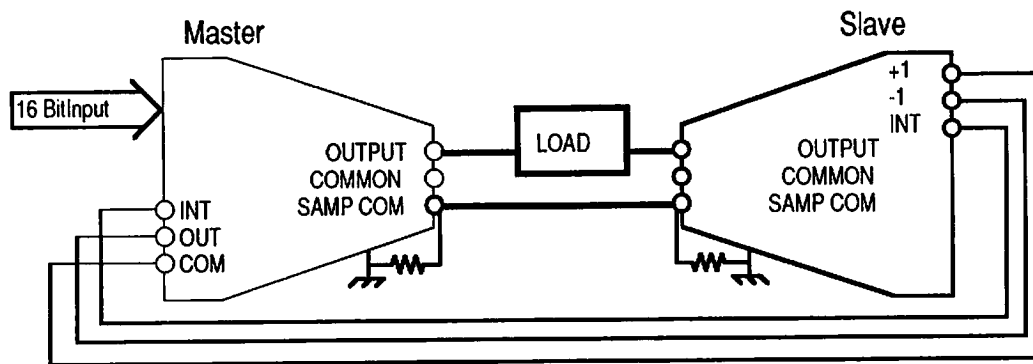 Master
Slave
16 BitInput
+1
-1
INT
LOAD
OUTPUT
COMMON
SAMP COM
OUTPUT
COMMON
SAMP COM
INT
OUT
COM